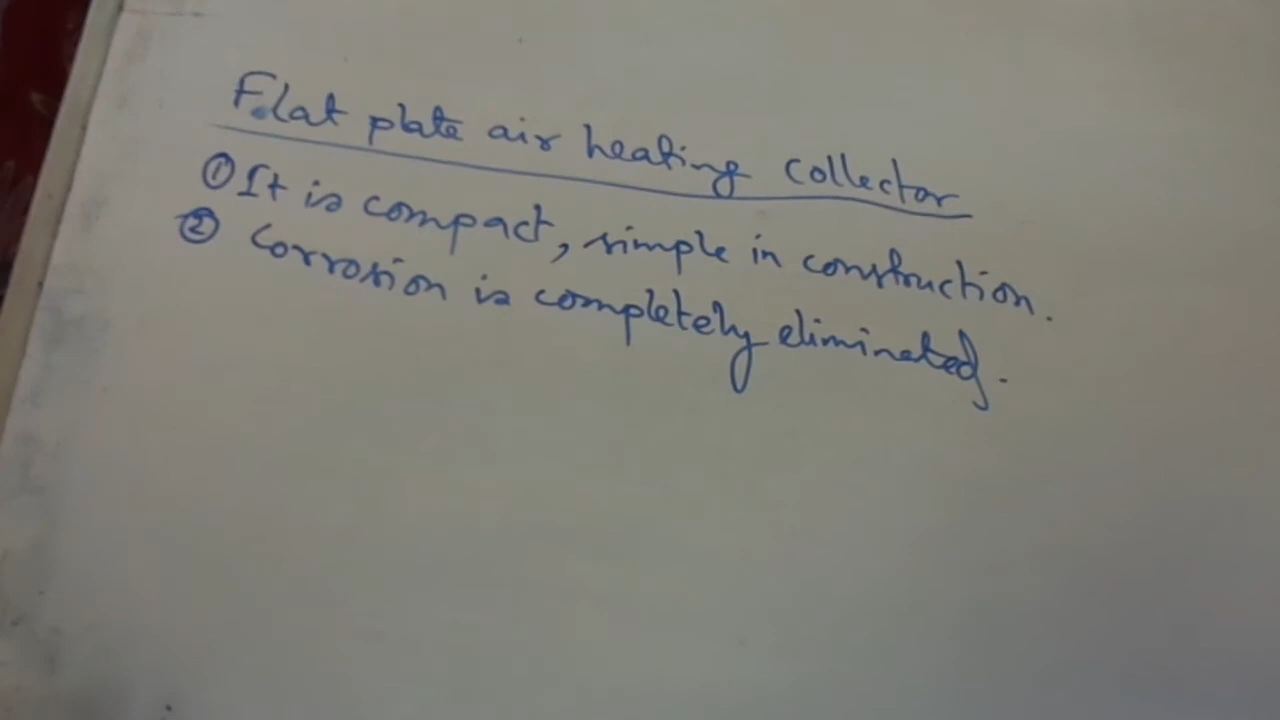 Flat plate air heating collector
① It is compact, simple in construction.
② Corrosion is completely eliminated.